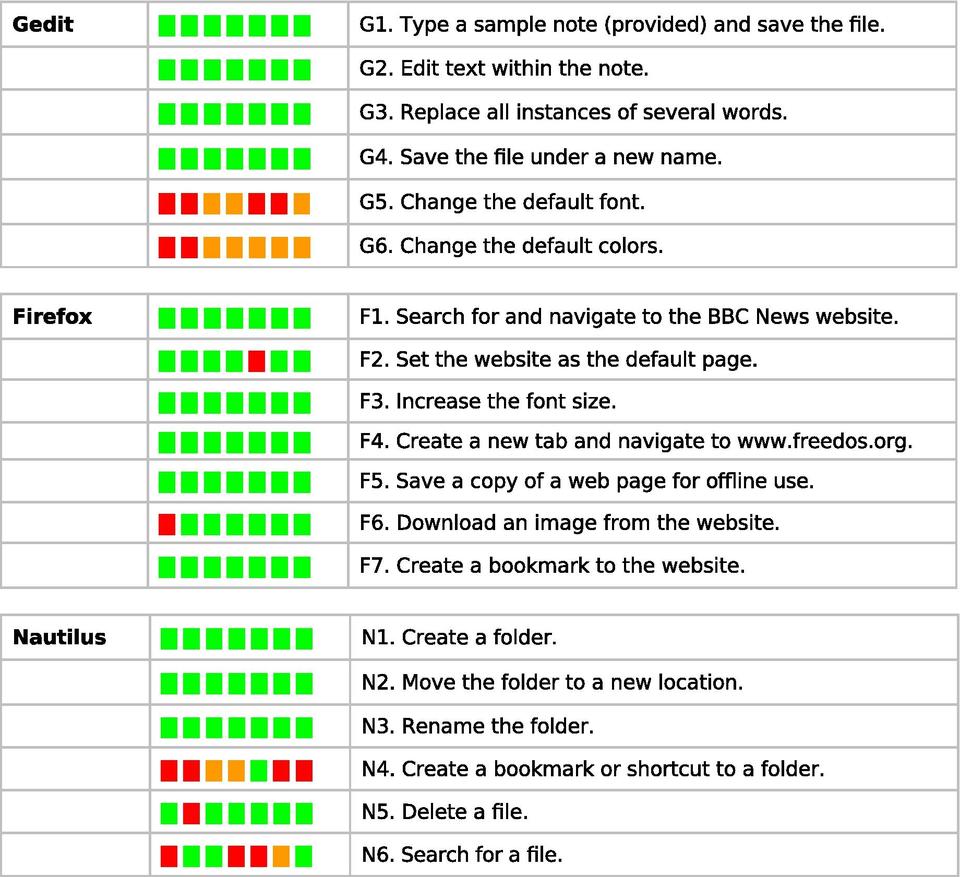 Gedit G1. Type a sample note (provided) and save the file.
G2. Edit text within the note.
G3. Replace all instances of several words.
G4. Save the file under a new name.
G5. Change the default font.
G6. Change the default colors.
Firefox F1. Search for and navigate to the BBC News website.
F2. Set the website as the default page.
F3. Increase the font size.
F4. Create a new tab and navigate to www.freedos.org.
F5. Save a copy of a web page for offline use.
F6. Download an image from the website.
F7. Create a bookmark to the website.
Nautilus N1. Create a folder.
N2. Move the folder to a new location.
N3. Rename the folder.
N4. Create a bookmark or shortcut to a folder.
N5. Delete a file.
N6. Search for a file.